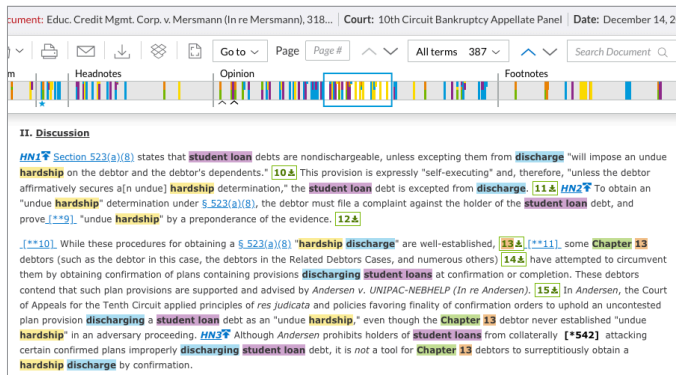 cument: Educ. Credit Mgmt. Corp. v. Mersmann (In re Mersmann), 318... | Court: 10th Circuit Bankruptcy Appellate Panel | Date: December 14, 2
Go to Page Page # All terms 387 Search Document
m Headnotes Opinion Footnotes
II. Discussion
HN1 Section 523(a)(8) states that student loan debts are nondischargeable, unless excepting them from discharge "will impose an undue
hardship on the debtor and the debtor's dependents." 10 This provision is expressly "self-executing" and, therefore, "unless the debtor
affirmatively secures a[n undue] hardship determination," the student loan debt is excepted from discharge. 11 HN2 To obtain an
"undue hardship" determination under § 523(a)(8), the debtor must file a complaint against the holder of the student loan debt, and
prove [**9] "undue hardship" by a preponderance of the evidence. 12
[**10] While these procedures for obtaining a § 523(a)(8) "hardship discharge" are well-established, 13 [**11] some Chapter 13
debtors (such as the debtor in this case, the debtors in the Related Debtors Cases, and numerous others) 14 have attempted to circumvent
them by obtaining confirmation of plans containing provisions discharging student loans at confirmation or completion. These debtors
contend that such plan provisions are supported and advised by Andersen v. UNIPAC-NEBHELP (In re Andersen). 15 In Andersen, the Court
of Appeals for the Tenth Circuit applied principles of res judicata and policies favoring finality of confirmation orders to uphold an uncontested
plan provision discharging a student loan debt as an "undue hardship," even though the Chapter 13 debtor never established "undue
hardship" in an adversary proceeding. HN3 Although Andersen prohibits holders of student loans from collaterally [*542] attacking
certain confirmed plans improperly discharging student loan debt, it is not a tool for Chapter 13 debtors to surreptitiously obtain a
hardship discharge by confirmation.